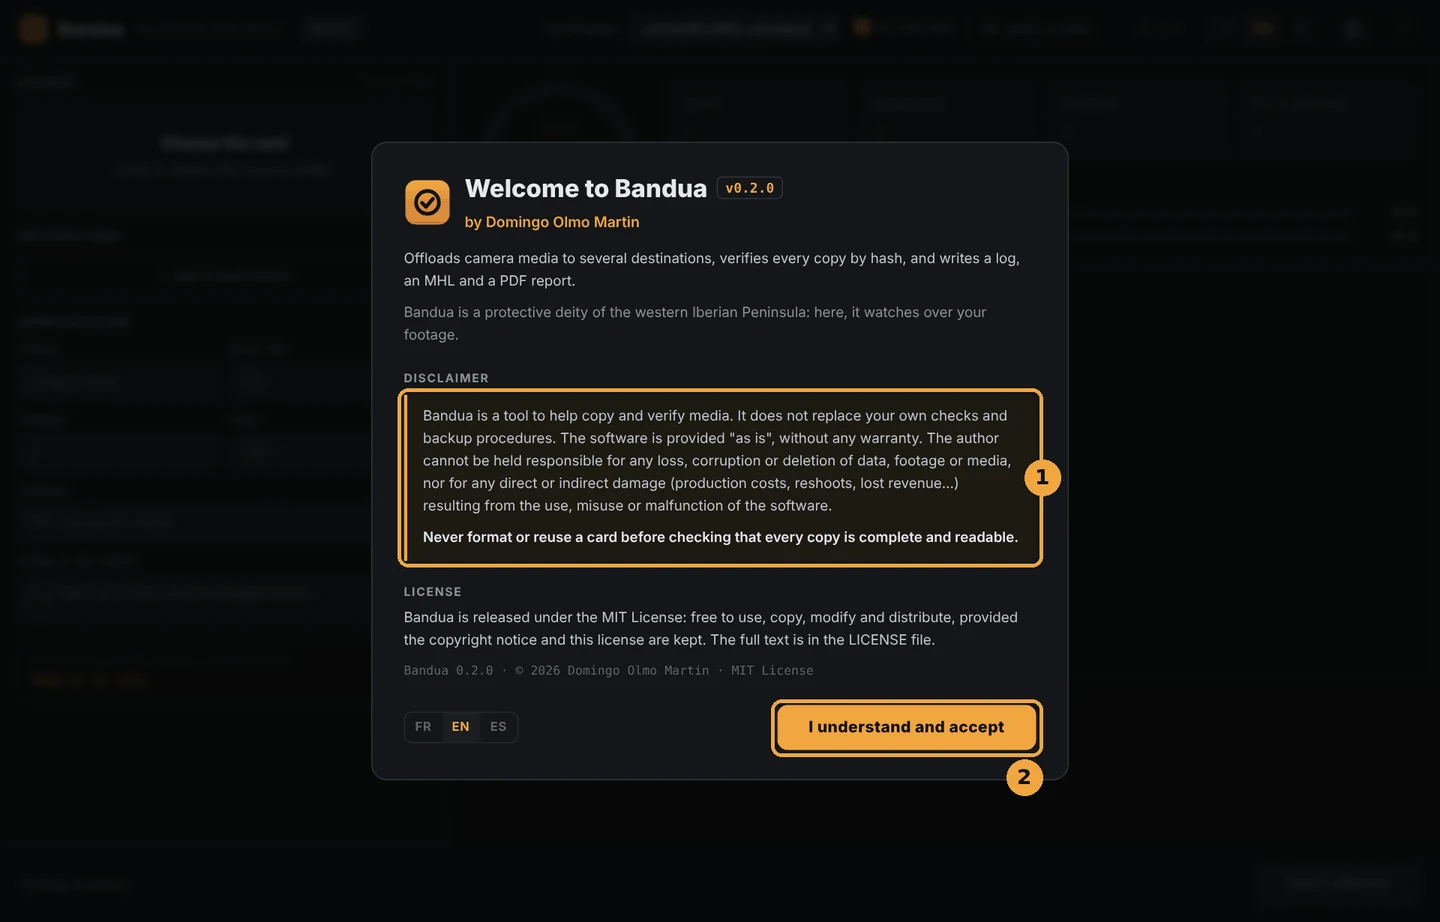 Bandua
Welcome to Bandua v0.2.0
by Domingo Olmo Martin
Offloads camera media to several destinations, verifies every copy by hash, and writes a log,
an MHL and a PDF report.
Bandua is a protective deity of the western Iberian Peninsula: here, it watches over your
footage.
DISCLAIMER
Bandua is a tool to help copy and verify media. It does not replace your own checks and
backup procedures. The software is provided "as is", without any warranty. The author
cannot be held responsible for any loss, corruption or deletion of data, footage or media,
nor for any direct or indirect damage (production costs, reshoots, lost revenue...)
resulting from the use, misuse or malfunction of the software.
Never format or reuse a card before checking that every copy is complete and readable.
1
LICENSE
Bandua is released under the MIT License: free to use, copy, modify and distribute, provided
the copyright notice and this license are kept. The full text is in the LICENSE file.
Bandua 0.2.0 · © 2026 Domingo Olmo Martin · MIT License
FR EN ES
I understand and accept
2